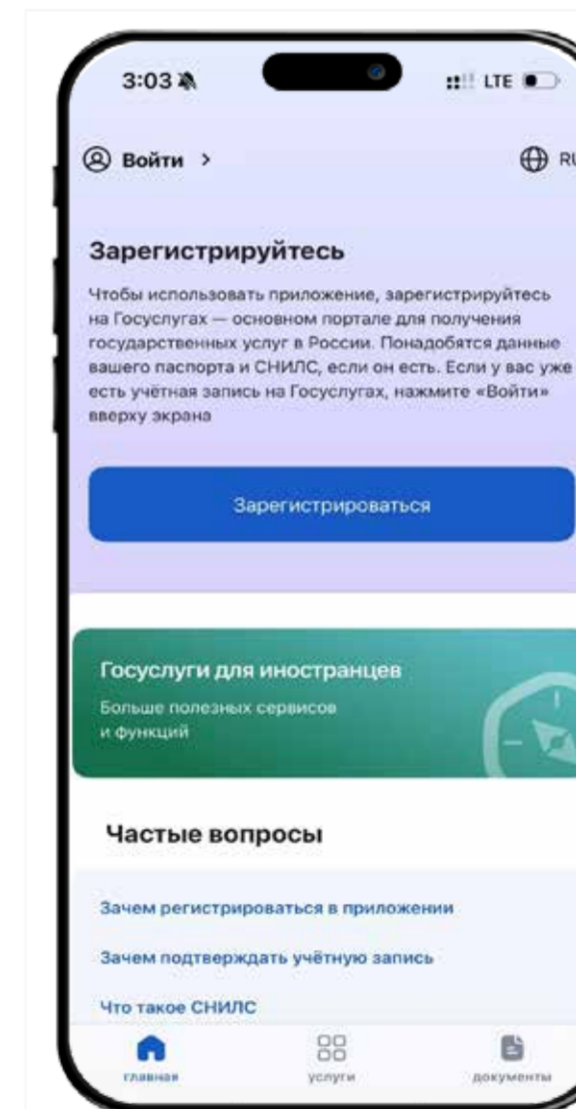 3:03 LTE
Войти >
RU
Зарегистрируйтесь
Чтобы использовать приложение, зарегистрируйтесь
на Госуслугах — основном портале для получения
государственных услуг в России. Понадобятся данные
вашего паспорта и СНИЛС, если он есть. Если у вас уже
есть учётная запись на Госуслугах, нажмите «Войти»
вверху экрана
Зарегистрироваться
Госуслуги для иностранцев
Больше полезных сервисов
и функций
Частые вопросы
Зачем регистрироваться в приложении
Зачем подтверждать учётную запись
Что такое СНИЛС
главная услуги документы